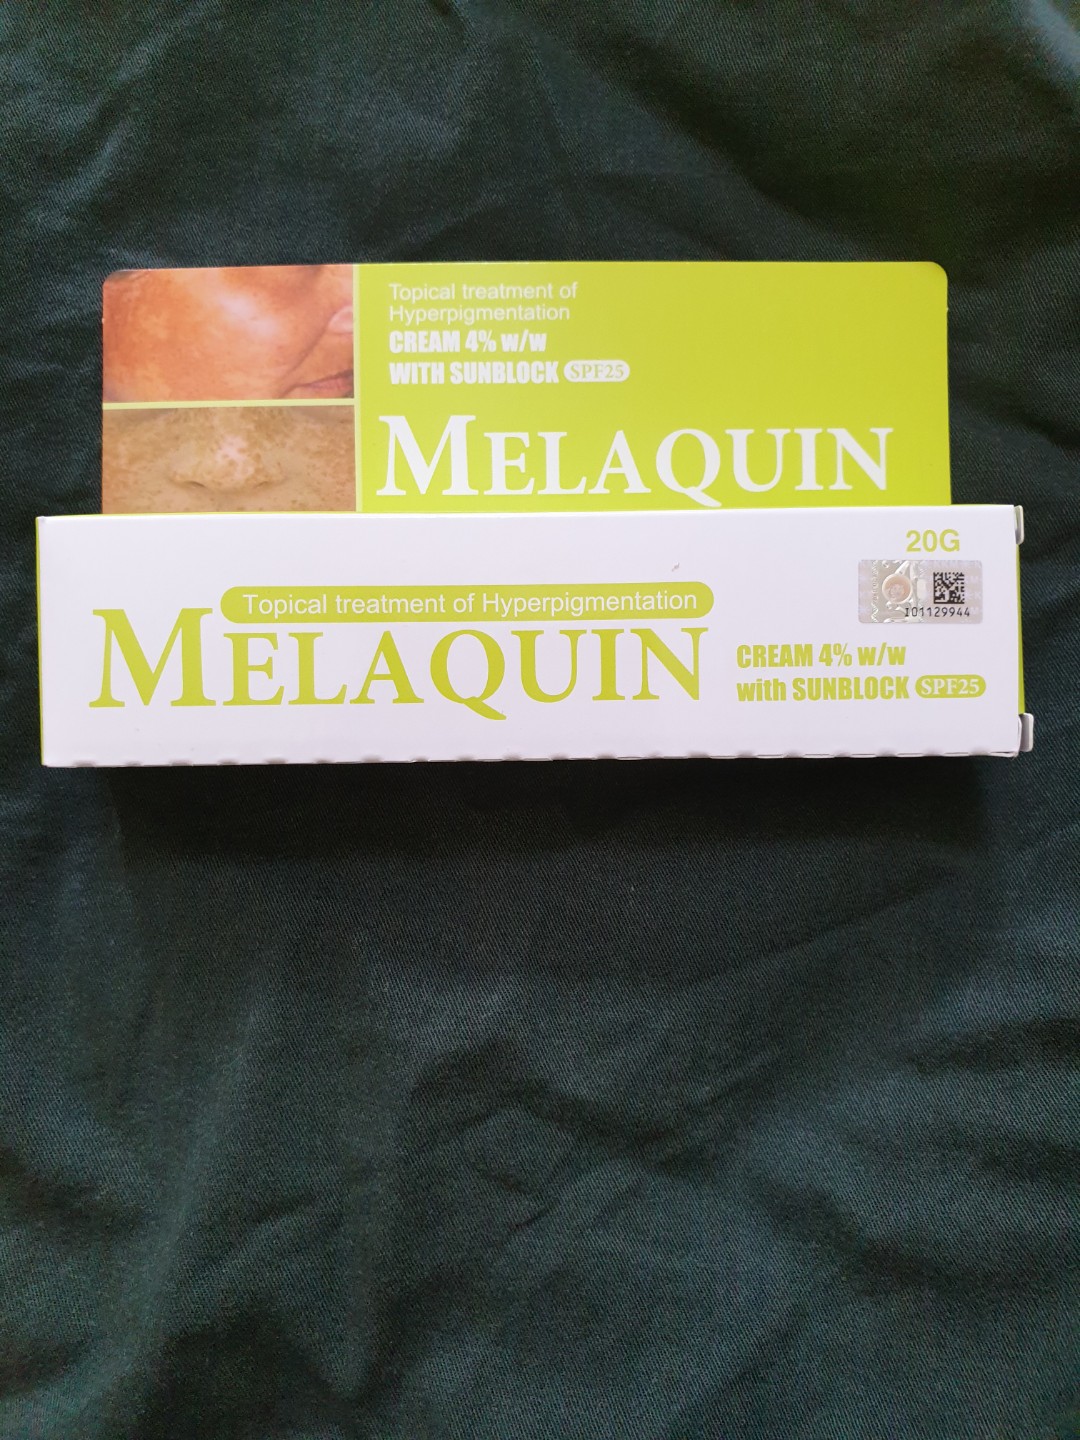 Topical treatment of
Hyperpigmentation
CREAM 4% w/w
WITH SUNBLOCK SPF25
MELAQUIN
20G
I01129944
Topical treatment of Hyperpigmentation
MELAQUIN
CREAM 4% w/w
with SUNBLOCK SPF25